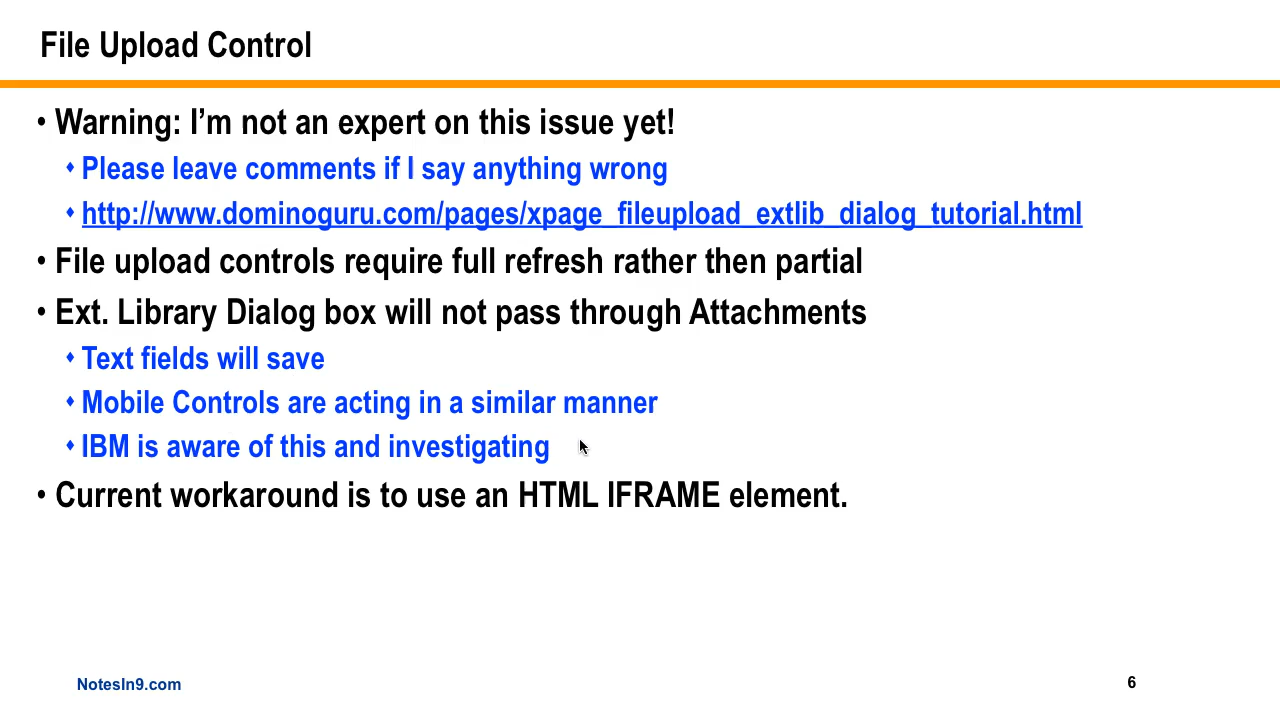 File Upload Control
• Warning: I’m not an expert on this issue yet!
♦ Please leave comments if I say anything wrong
♦ http://www.dominoguru.com/pages/xpage_fileupload_extlib_dialog_tutorial.html
• File upload controls require full refresh rather then partial
• Ext. Library Dialog box will not pass through Attachments
♦ Text fields will save
♦ Mobile Controls are acting in a similar manner
♦ IBM is aware of this and investigating
• Current workaround is to use an HTML IFRAME element.
NotesIn9.com
6